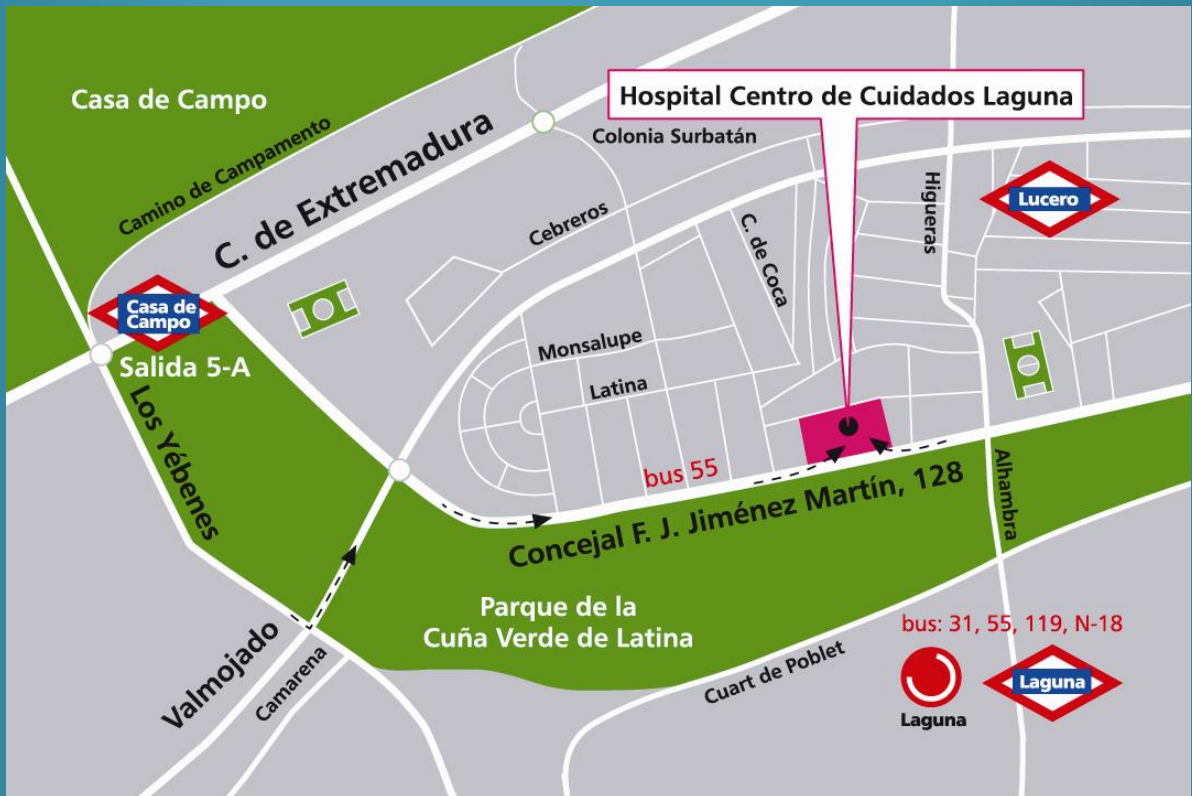 Casa de Campo
Hospital Centro de Cuidados Laguna
Camino de Campamento
C. de Extremadura
Colonia Surbatán
Higueras
Lucero
Cebreros
C. de Coca
Casa de
Campo
Salida 5-A
Monsalupe
Latina
Los Yébenes
bus 55
Concejal F. J. Jiménez Martín, 128
Alhambra
Parque de la
Cuña Verde de Latina
Valmojado
Camarena
Cuart de Poblet
bus: 31, 55, 119, N-18
Laguna
Laguna